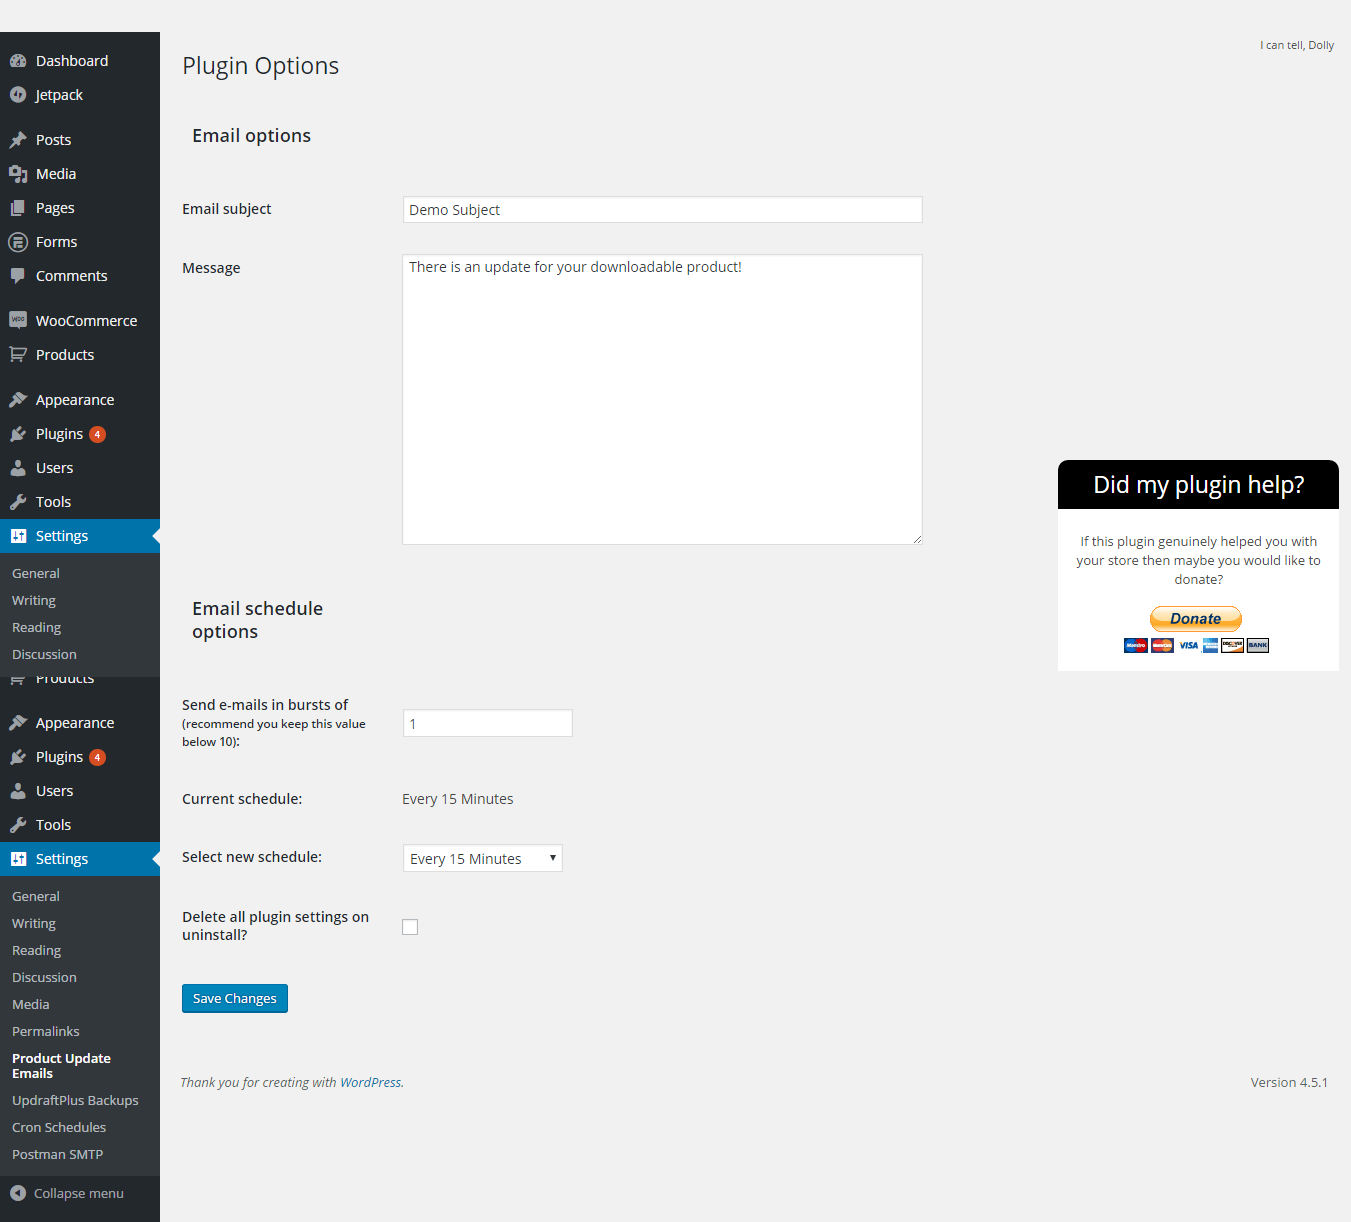 Dashboard
Jetpack
Posts
Media
Pages
Forms
Comments
WooCommerce
Products
Appearance
Plugins 4
Users
Tools
Settings
General
Writing
Reading
Discussion
Products
Appearance
Plugins 4
Users
Tools
Settings
General
Writing
Reading
Discussion
Media
Permalinks
Product Update
Emails
UpdraftPlus Backups
Cron Schedules
Postman SMTP
Collapse menu
I can tell, Dolly
Plugin Options
Email options
Email subject
Demo Subject
Message
There is an update for your downloadable product!
Email schedule
options
Send e-mails in bursts of
(recommend you keep this value
below 10):
1
Current schedule:
Every 15 Minutes
Select new schedule:
Every 15 Minutes
Delete all plugin settings on
uninstall?
Save Changes
Did my plugin help?
If this plugin genuinely helped you with
your store then maybe you would like to
donate?
Donate
Maestro MasterCard VISA DISCOVER BANK
Thank you for creating with WordPress.
Version 4.5.1